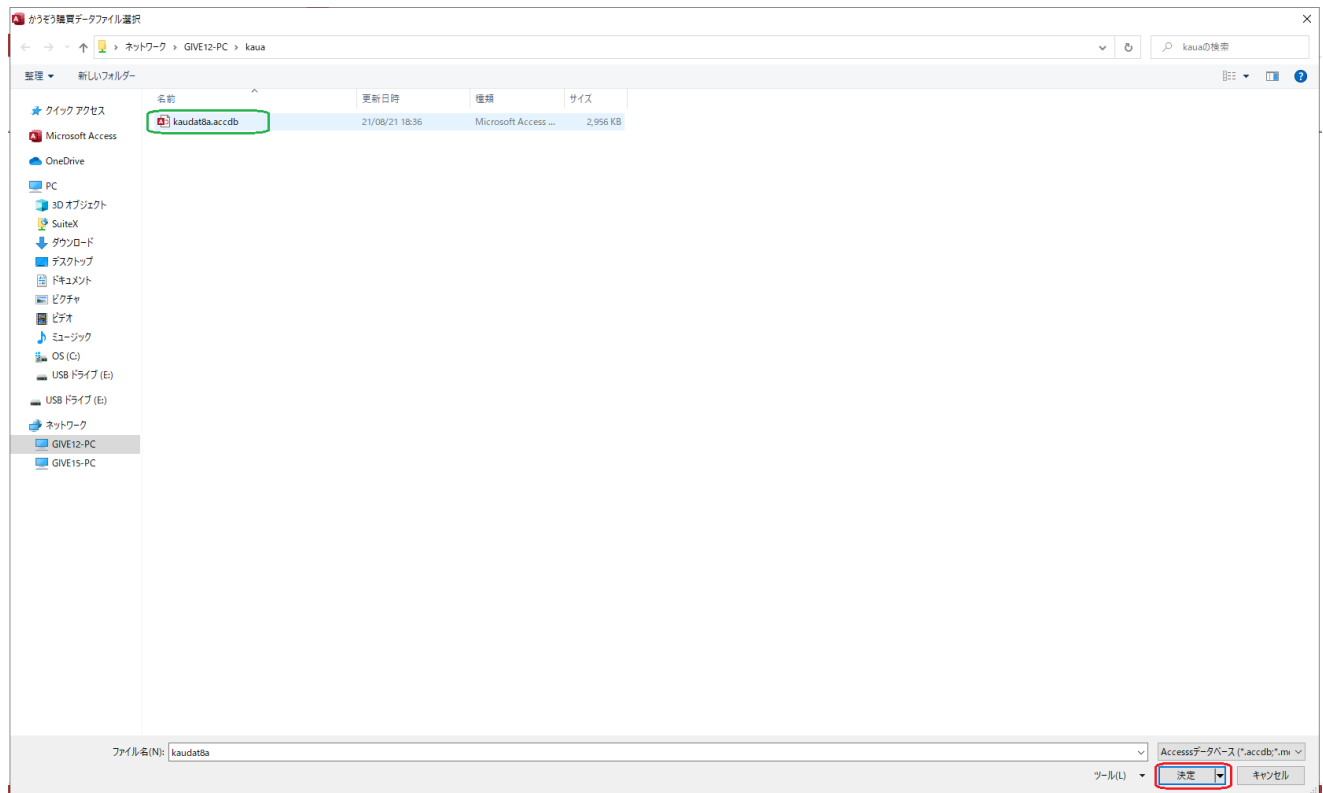 かうぞう購買データファイル選択
ネットワーク › GIVE12-PC › kaua
kauaの検索
整理
新しいフォルダー
名前 更新日時 種類 サイズ
kaudat8a.accdb 21/08/21 18:36 Microsoft Access ... 2,956 KB
クイック アクセス
Microsoft Access
OneDrive
PC
3D オブジェクト
SuiteX
ダウンロード
デスクトップ
ドキュメント
ピクチャ
ビデオ
ミュージック
OS (C:)
USB ドライブ (E:)
USB ドライブ (E:)
ネットワーク
GIVE12-PC
GIVE15-PC
ファイル名(N): kaudat8a
Accesssデータベース (*.accdb;*.m
ツール(L) 決定 キャンセル